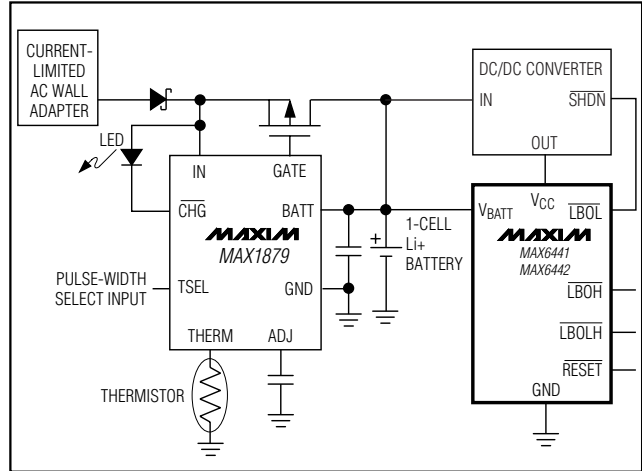 CURRENT-
LIMITED
AC WALL
ADAPTER
LED
IN
GATE
CHG
BATT
MAXIM
MAX1879
TSEL
GND
THERM
ADJ
PULSE-WIDTH
SELECT INPUT
THERMISTOR
1-CELL
Li+
BATTERY
+
DC/DC CONVERTER
IN
SHDN
OUT
VBATT
VCC
LBOL
MAXIM
MAX6441
MAX6442
LBOH
LBOLH
RESET
GND